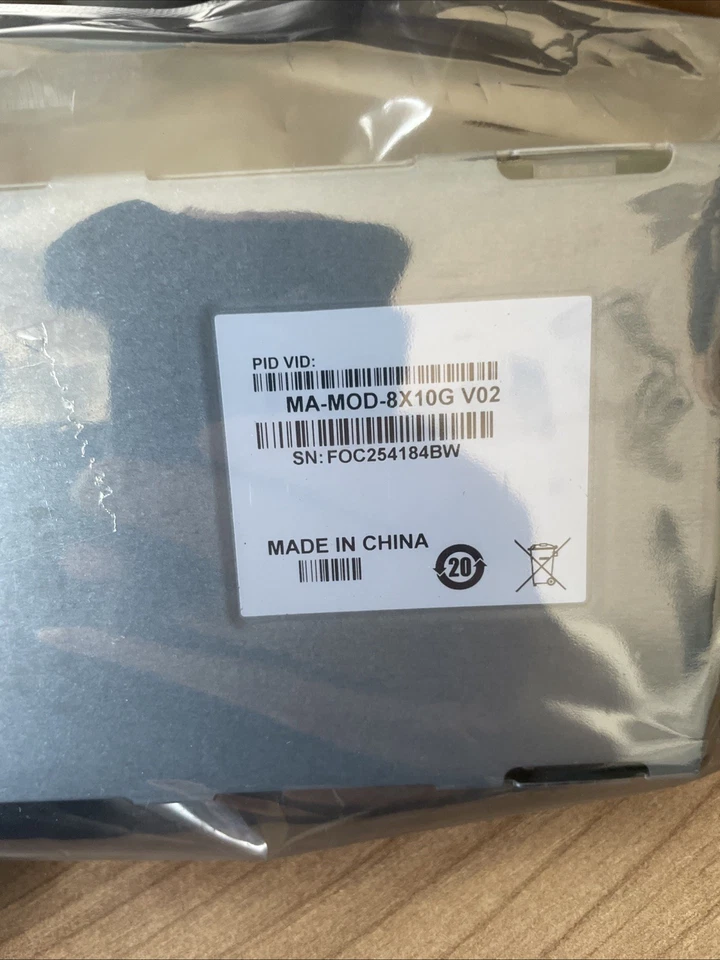 PID VID:
MA-MOD-8X10G V02
SN: FOC254184BW
MADE IN CHINA
20